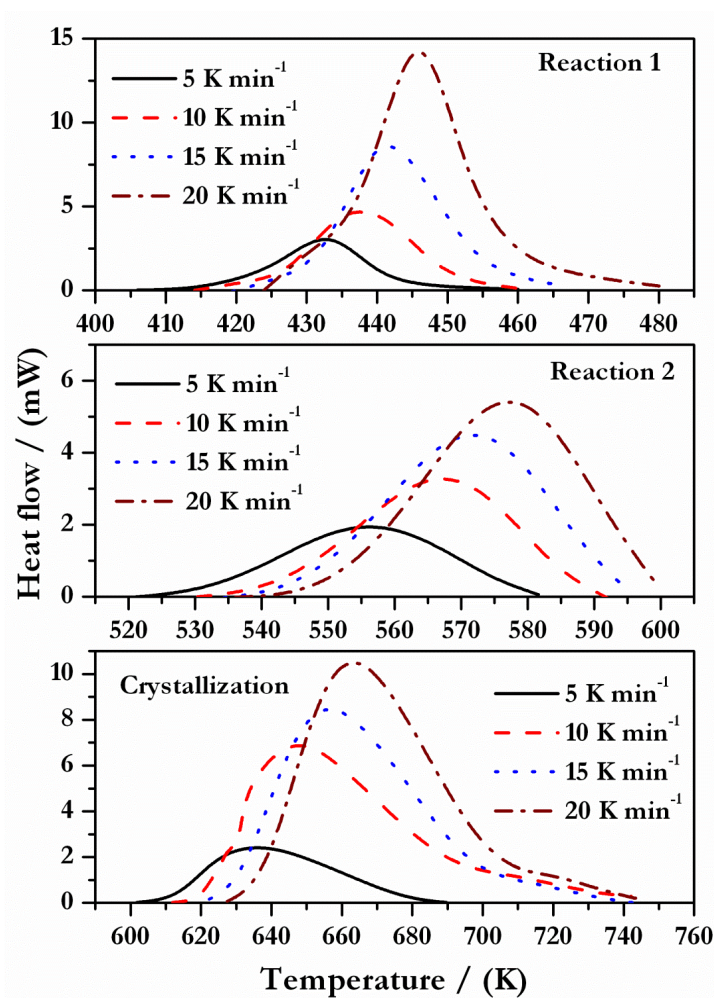 15
10
5
0
Reaction 1
5 K min⁻¹
10 K min⁻¹
15 K min⁻¹
20 K min⁻¹
400 410 420 430 440 450 460 470 480
6
4
2
0
Reaction 2
5 K min⁻¹
10 K min⁻¹
15 K min⁻¹
20 K min⁻¹
520 530 540 550 560 570 580 590 600
Heat flow / (mW)
10
8
6
4
2
0
Crystallization
5 K min⁻¹
10 K min⁻¹
15 K min⁻¹
20 K min⁻¹
600 620 640 660 680 700 720 740 760
Temperature / (K)